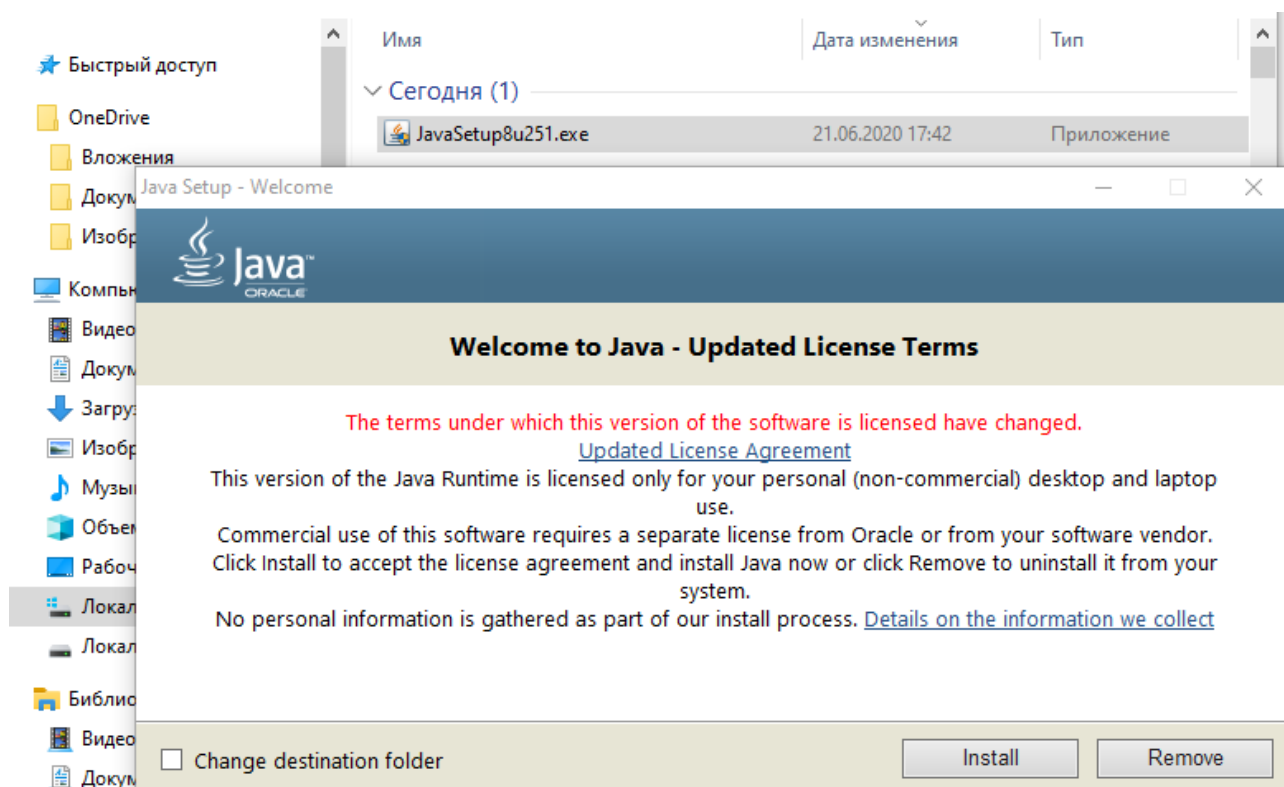 Имя
Дата изменения
Тип
Быстрый доступ
Сегодня (1)
OneDrive
JavaSetup8u251.exe
21.06.2020 17:42
Приложение
Вложения
Java Setup - Welcome
Java™
ORACLE
Видео
Welcome to Java - Updated License Terms
The terms under which this version of the software is licensed have changed.
Updated License Agreement
This version of the Java Runtime is licensed only for your personal (non-commercial) desktop and laptop
use.
Commercial use of this software requires a separate license from Oracle or from your software vendor.
Click Install to accept the license agreement and install Java now or click Remove to uninstall it from your
system.
No personal information is gathered as part of our install process. Details on the information we collect
Видео
Change destination folder
Install
Remove